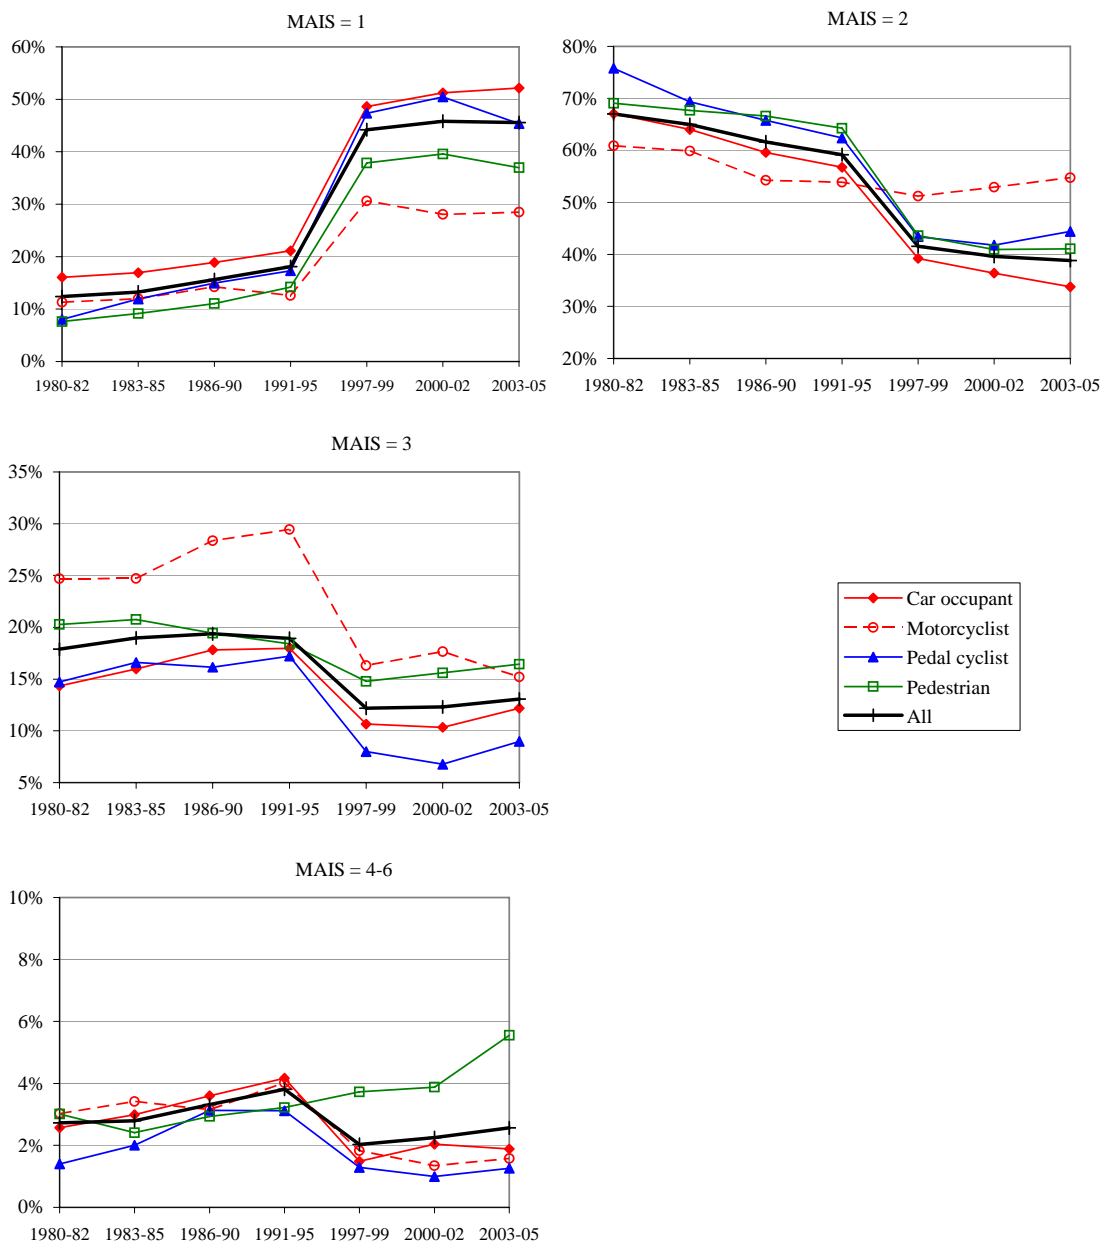 MAIS = 1
60%
50%
40%
30%
20%
10%
0%
1980-82 1983-85 1986-90 1991-95 1997-99 2000-02 2003-05
MAIS = 2
80%
70%
60%
50%
40%
30%
20%
1980-82 1983-85 1986-90 1991-95 1997-99 2000-02 2003-05
MAIS = 3
35%
30%
25%
20%
15%
10%
5%
1980-82 1983-85 1986-90 1991-95 1997-99 2000-02 2003-05
Car occupant
Motorcyclist
Pedal cyclist
Pedestrian
All
MAIS = 4-6
10%
8%
6%
4%
2%
0%
1980-82 1983-85 1986-90 1991-95 1997-99 2000-02 2003-05